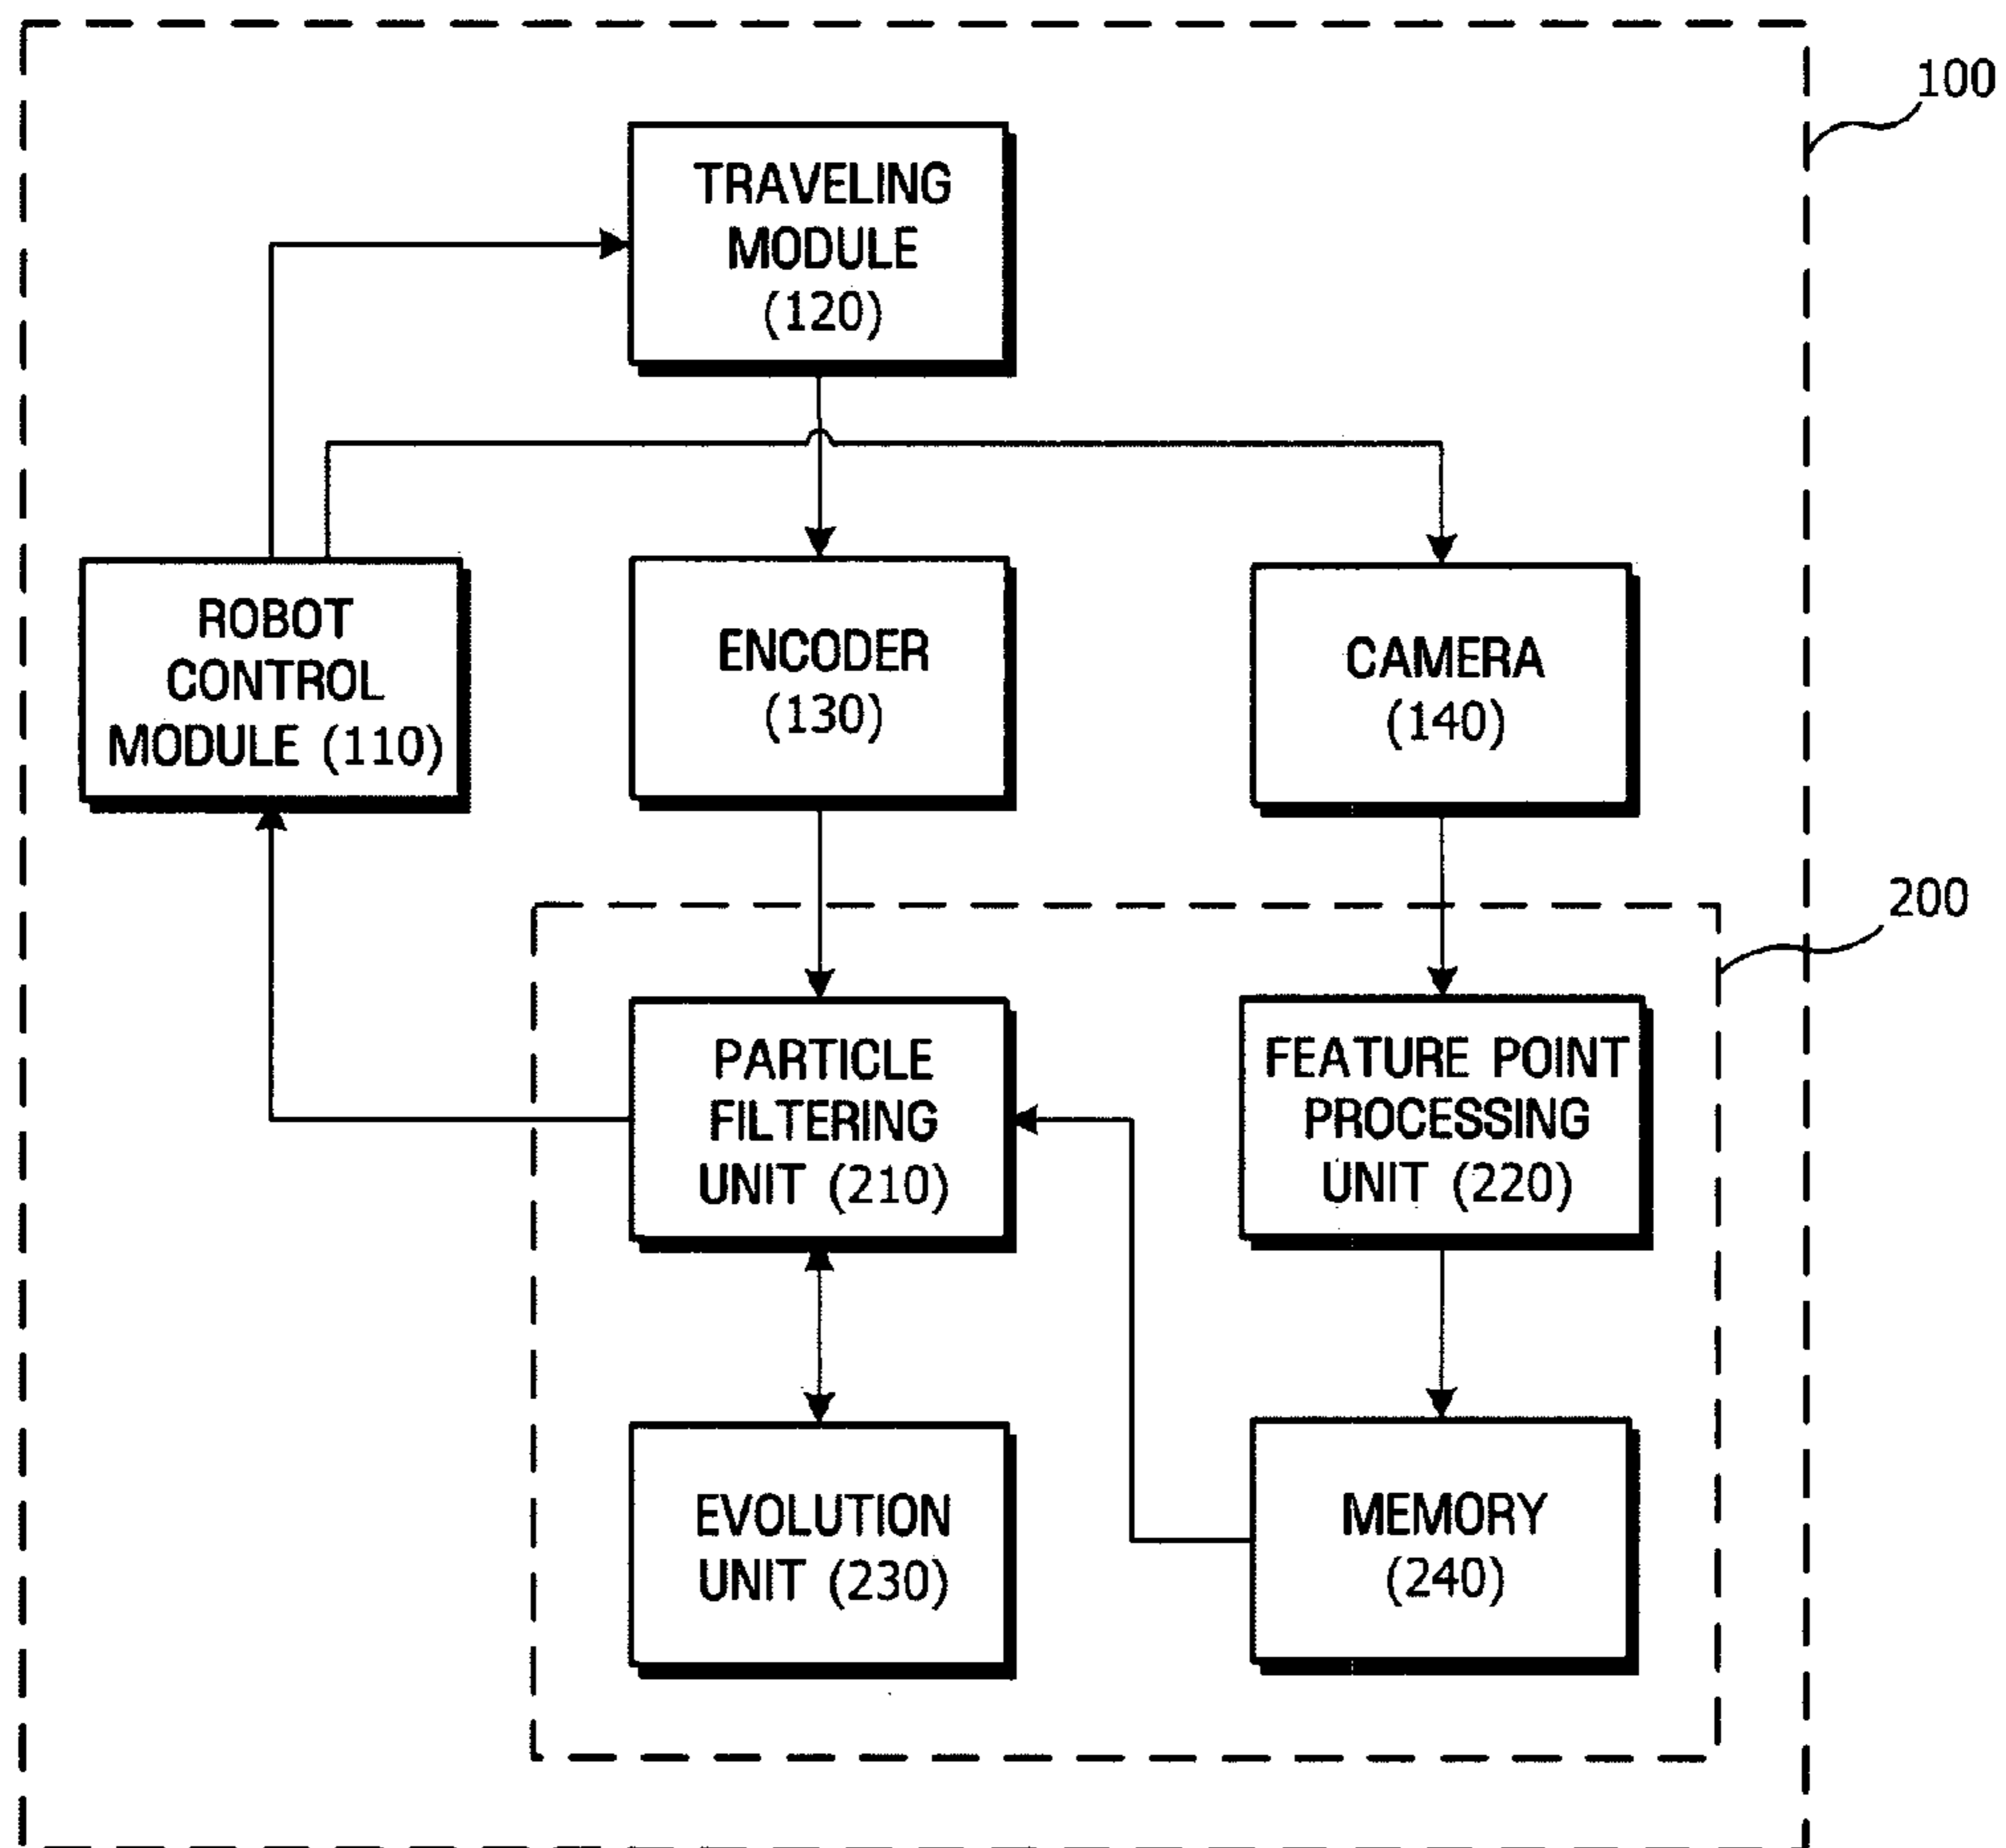 100
TRAVELING
MODULE
(120)
ROBOT
CONTROL
MODULE (110)
ENCODER
(130)
CAMERA
(140)
200
PARTICLE
FILTERING
UNIT (210)
FEATURE POINT
PROCESSING
UNIT (220)
EVOLUTION
UNIT (230)
MEMORY
(240)